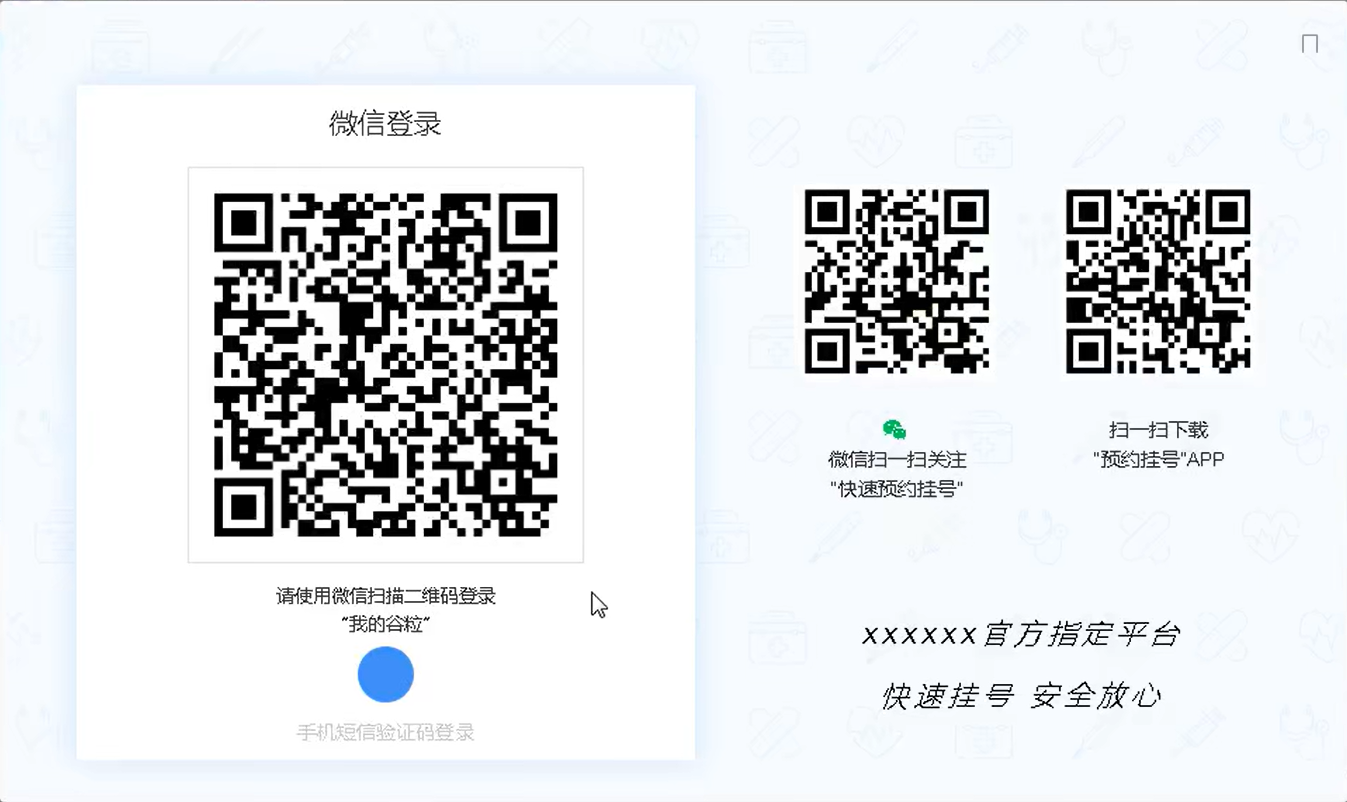 微信登录
请使用微信扫描二维码登录
“我的谷粒”
手机短信验证码登录
微信扫一扫关注
"快速预约挂号"
扫一扫下载
"预约挂号"APP
xxxxxx官方指定平台
快速挂号 安全放心